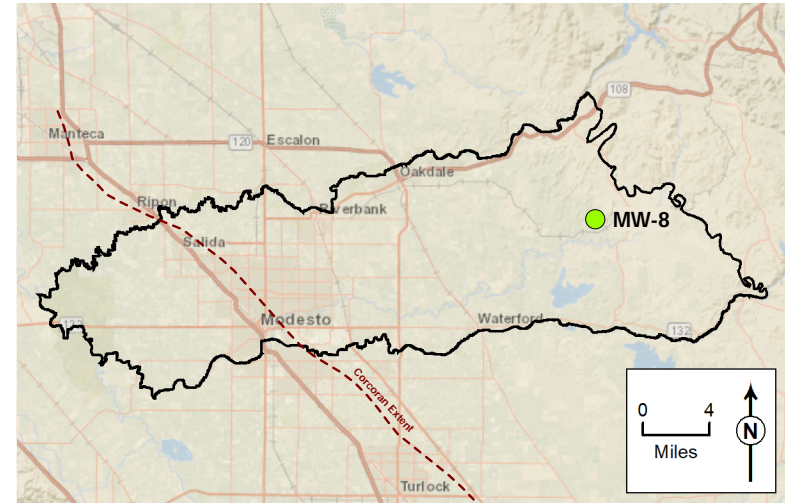 108
Manteca
120
Escalon
Oakdale
Ripon
Riverbank
MW-8
Salida
Modesto
Waterford
132
132
Corcoran Extent
Turlock
0 4
Miles
N